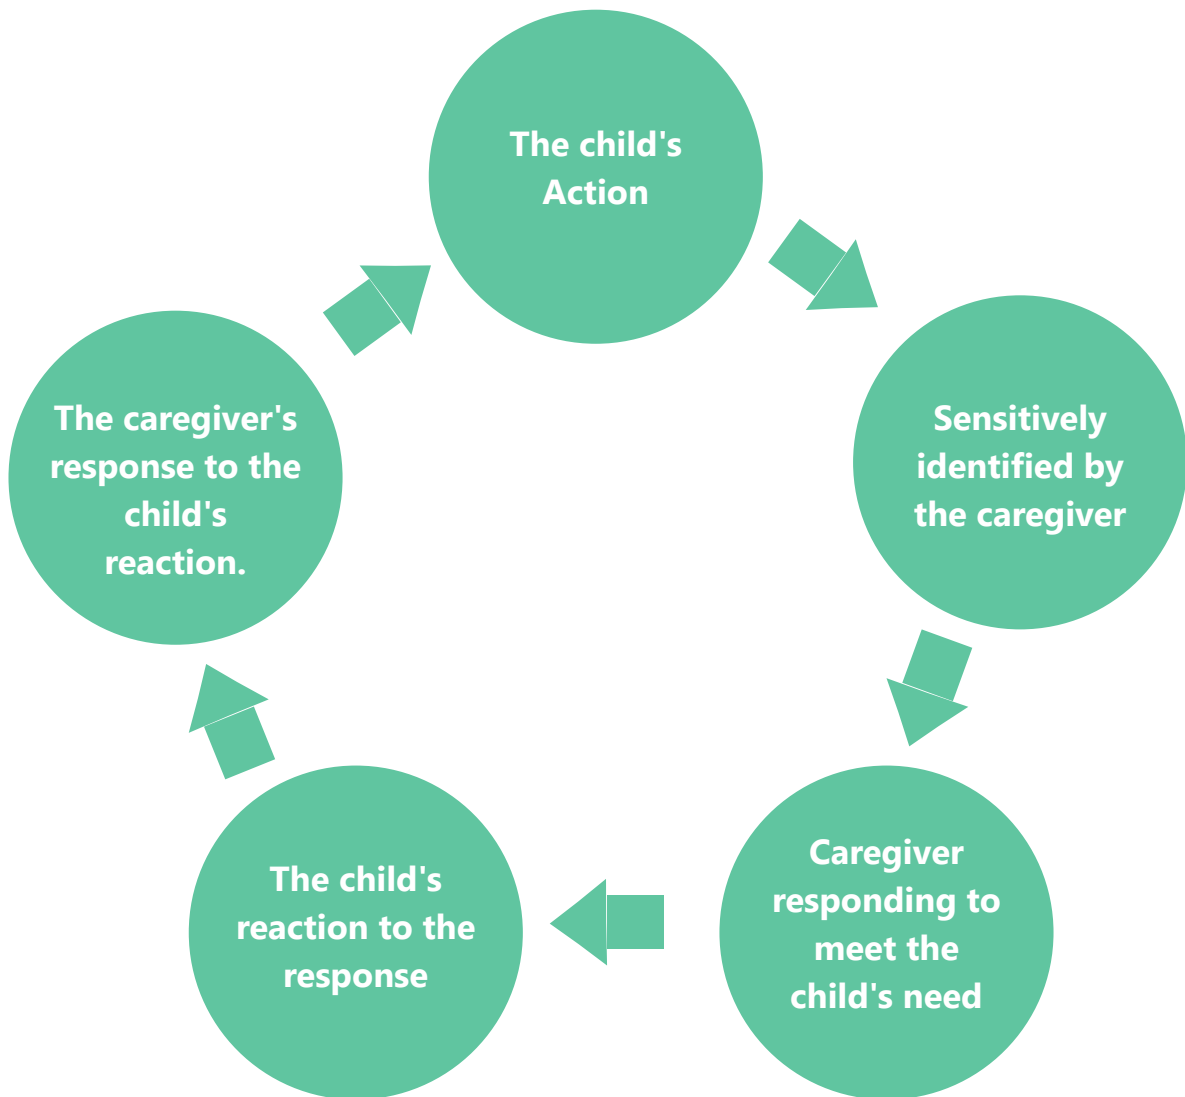 The child's
Action
Sensitively
identified by
the caregiver
Caregiver
responding to
meet the
child's need
The child's
reaction to the
response
The caregiver's
response to the
child's
reaction.